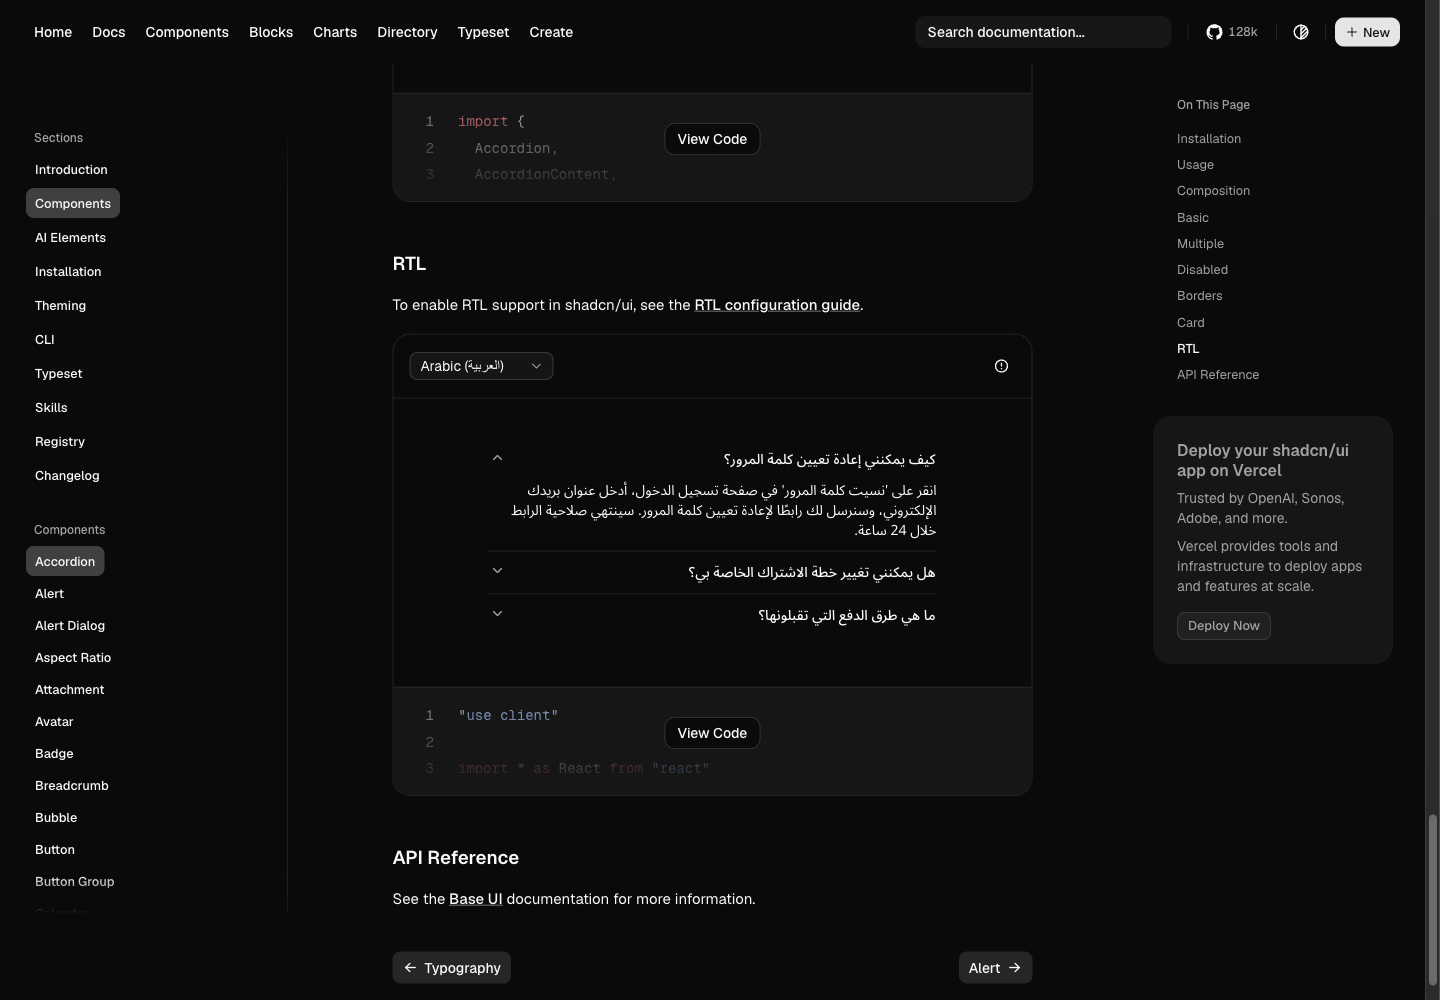 Home
Docs
Components
Blocks
Charts
Directory
Typeset
Create
Search documentation...
128k
New
Sections
Introduction
Components
AI Elements
Installation
Theming
CLI
Typeset
Skills
Registry
Changelog
Components
Accordion
Alert
Alert Dialog
Aspect Ratio
Attachment
Avatar
Badge
Breadcrumb
Bubble
Button
Button Group
Calendar
1 import {
2 Accordion,
3 AccordionContent,
View Code
RTL
To enable RTL support in shadcn/ui, see the RTL configuration guide.
Arabic (العربية)
كيف يمكنني إعادة تعيين كلمة المرور؟
انقر على 'نسيت كلمة المرور' في صفحة تسجيل الدخول، أدخل عنوان بريدك
الإلكتروني، وسنرسل لك رابطًا لإعادة تعيين كلمة المرور. سينتهي صلاحية الرابط
خلال 24 ساعة.
هل يمكنني تغيير خطة الاشتراك الخاصة بي؟
ما هي طرق الدفع التي تقبلونها؟
1 "use client"
2
3 import * as React from "react"
View Code
API Reference
See the Base UI documentation for more information.
Typography
Alert
On This Page
Installation
Usage
Composition
Basic
Multiple
Disabled
Borders
Card
RTL
API Reference
Deploy your shadcn/ui
app on Vercel
Trusted by OpenAI, Sonos,
Adobe, and more.
Vercel provides tools and
infrastructure to deploy apps
and features at scale.
Deploy Now